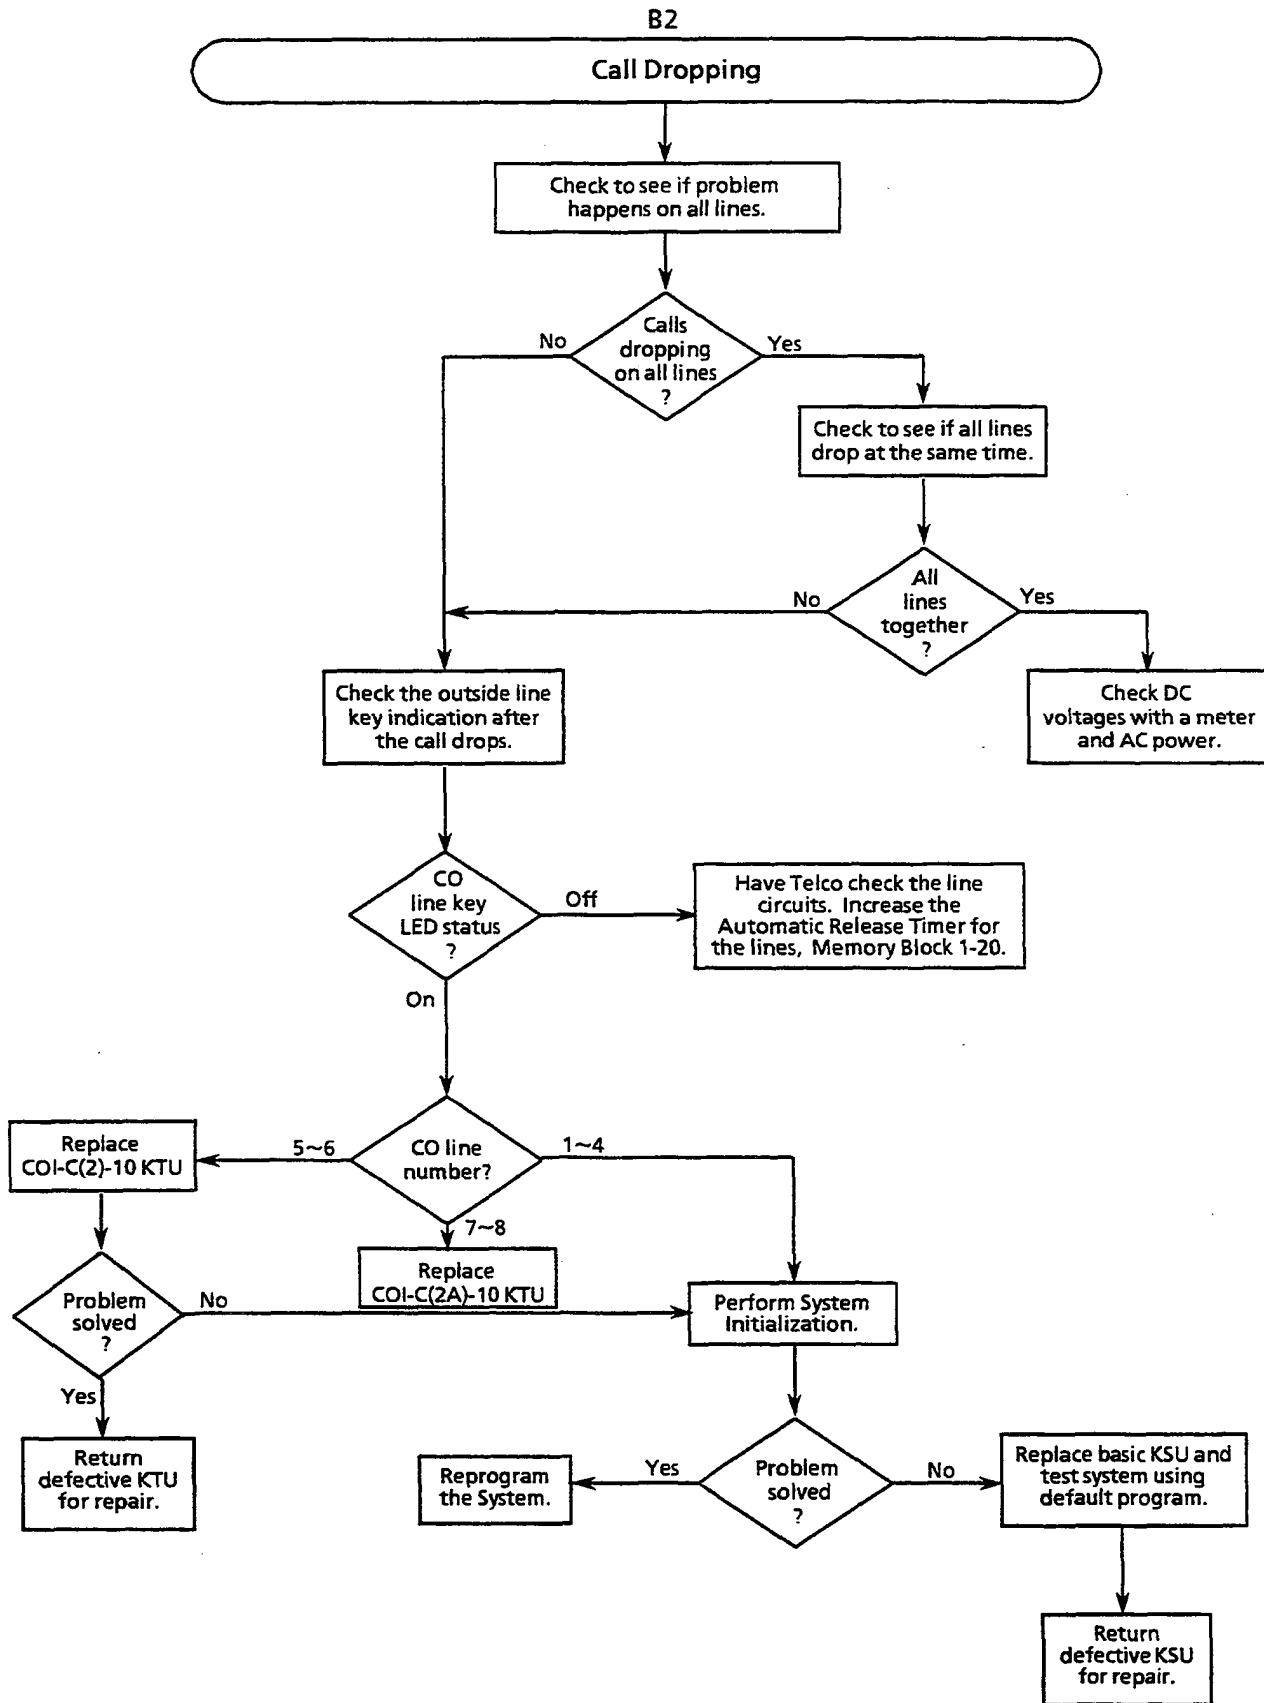 B2
Call Dropping
Check to see if problem
happens on all lines.
Calls
dropping
on all lines
?
No
Yes
Check to see if all lines
drop at the same time.
All
lines
together
?
No
Yes
Check the outside line
key indication after
the call drops.
Check DC
voltages with a meter
and AC power.
CO
line key
LED status
?
Off
Have Telco check the line
circuits. Increase the
Automatic Release Timer for
the lines, Memory Block 1-20.
On
Replace
COI-C(2)-10 KTU
5~6
CO line
number?
1~4
7~8
Replace
COI-C(2A)-10 KTU
Problem
solved
?
No
Perform System
Initialization.
Yes
Return
defective KTU
for repair.
Reprogram
the System.
Yes
Problem
solved
?
No
Replace basic KSU and
test system using
default program.
Return
defective KSU
for repair.